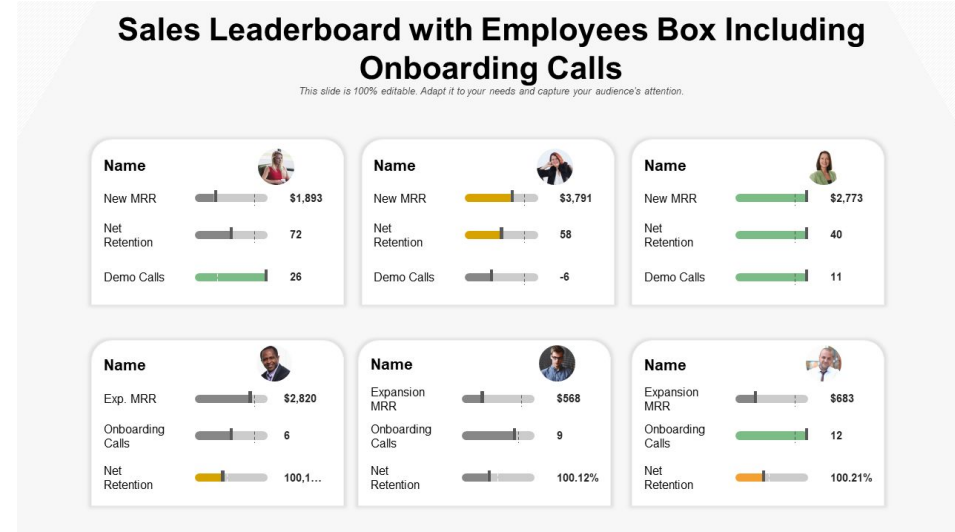 Sales Leaderboard with Employees Box Including
Onboarding Calls
This slide is 100% editable. Adapt it to your needs and capture your audience's attention.
Name
New MRR $1,893
Net
Retention 72
Demo Calls 26
Name
New MRR $3,791
Net
Retention 58
Demo Calls -6
Name
New MRR $2,773
Net
Retention 40
Demo Calls 11
Name
Exp. MRR $2,820
Onboarding
Calls 6
Net
Retention 100,1...
Name
Expansion
MRR $568
Onboarding
Calls 9
Net
Retention 100.12%
Name
Expansion
MRR $683
Onboarding
Calls 12
Net
Retention 100.21%